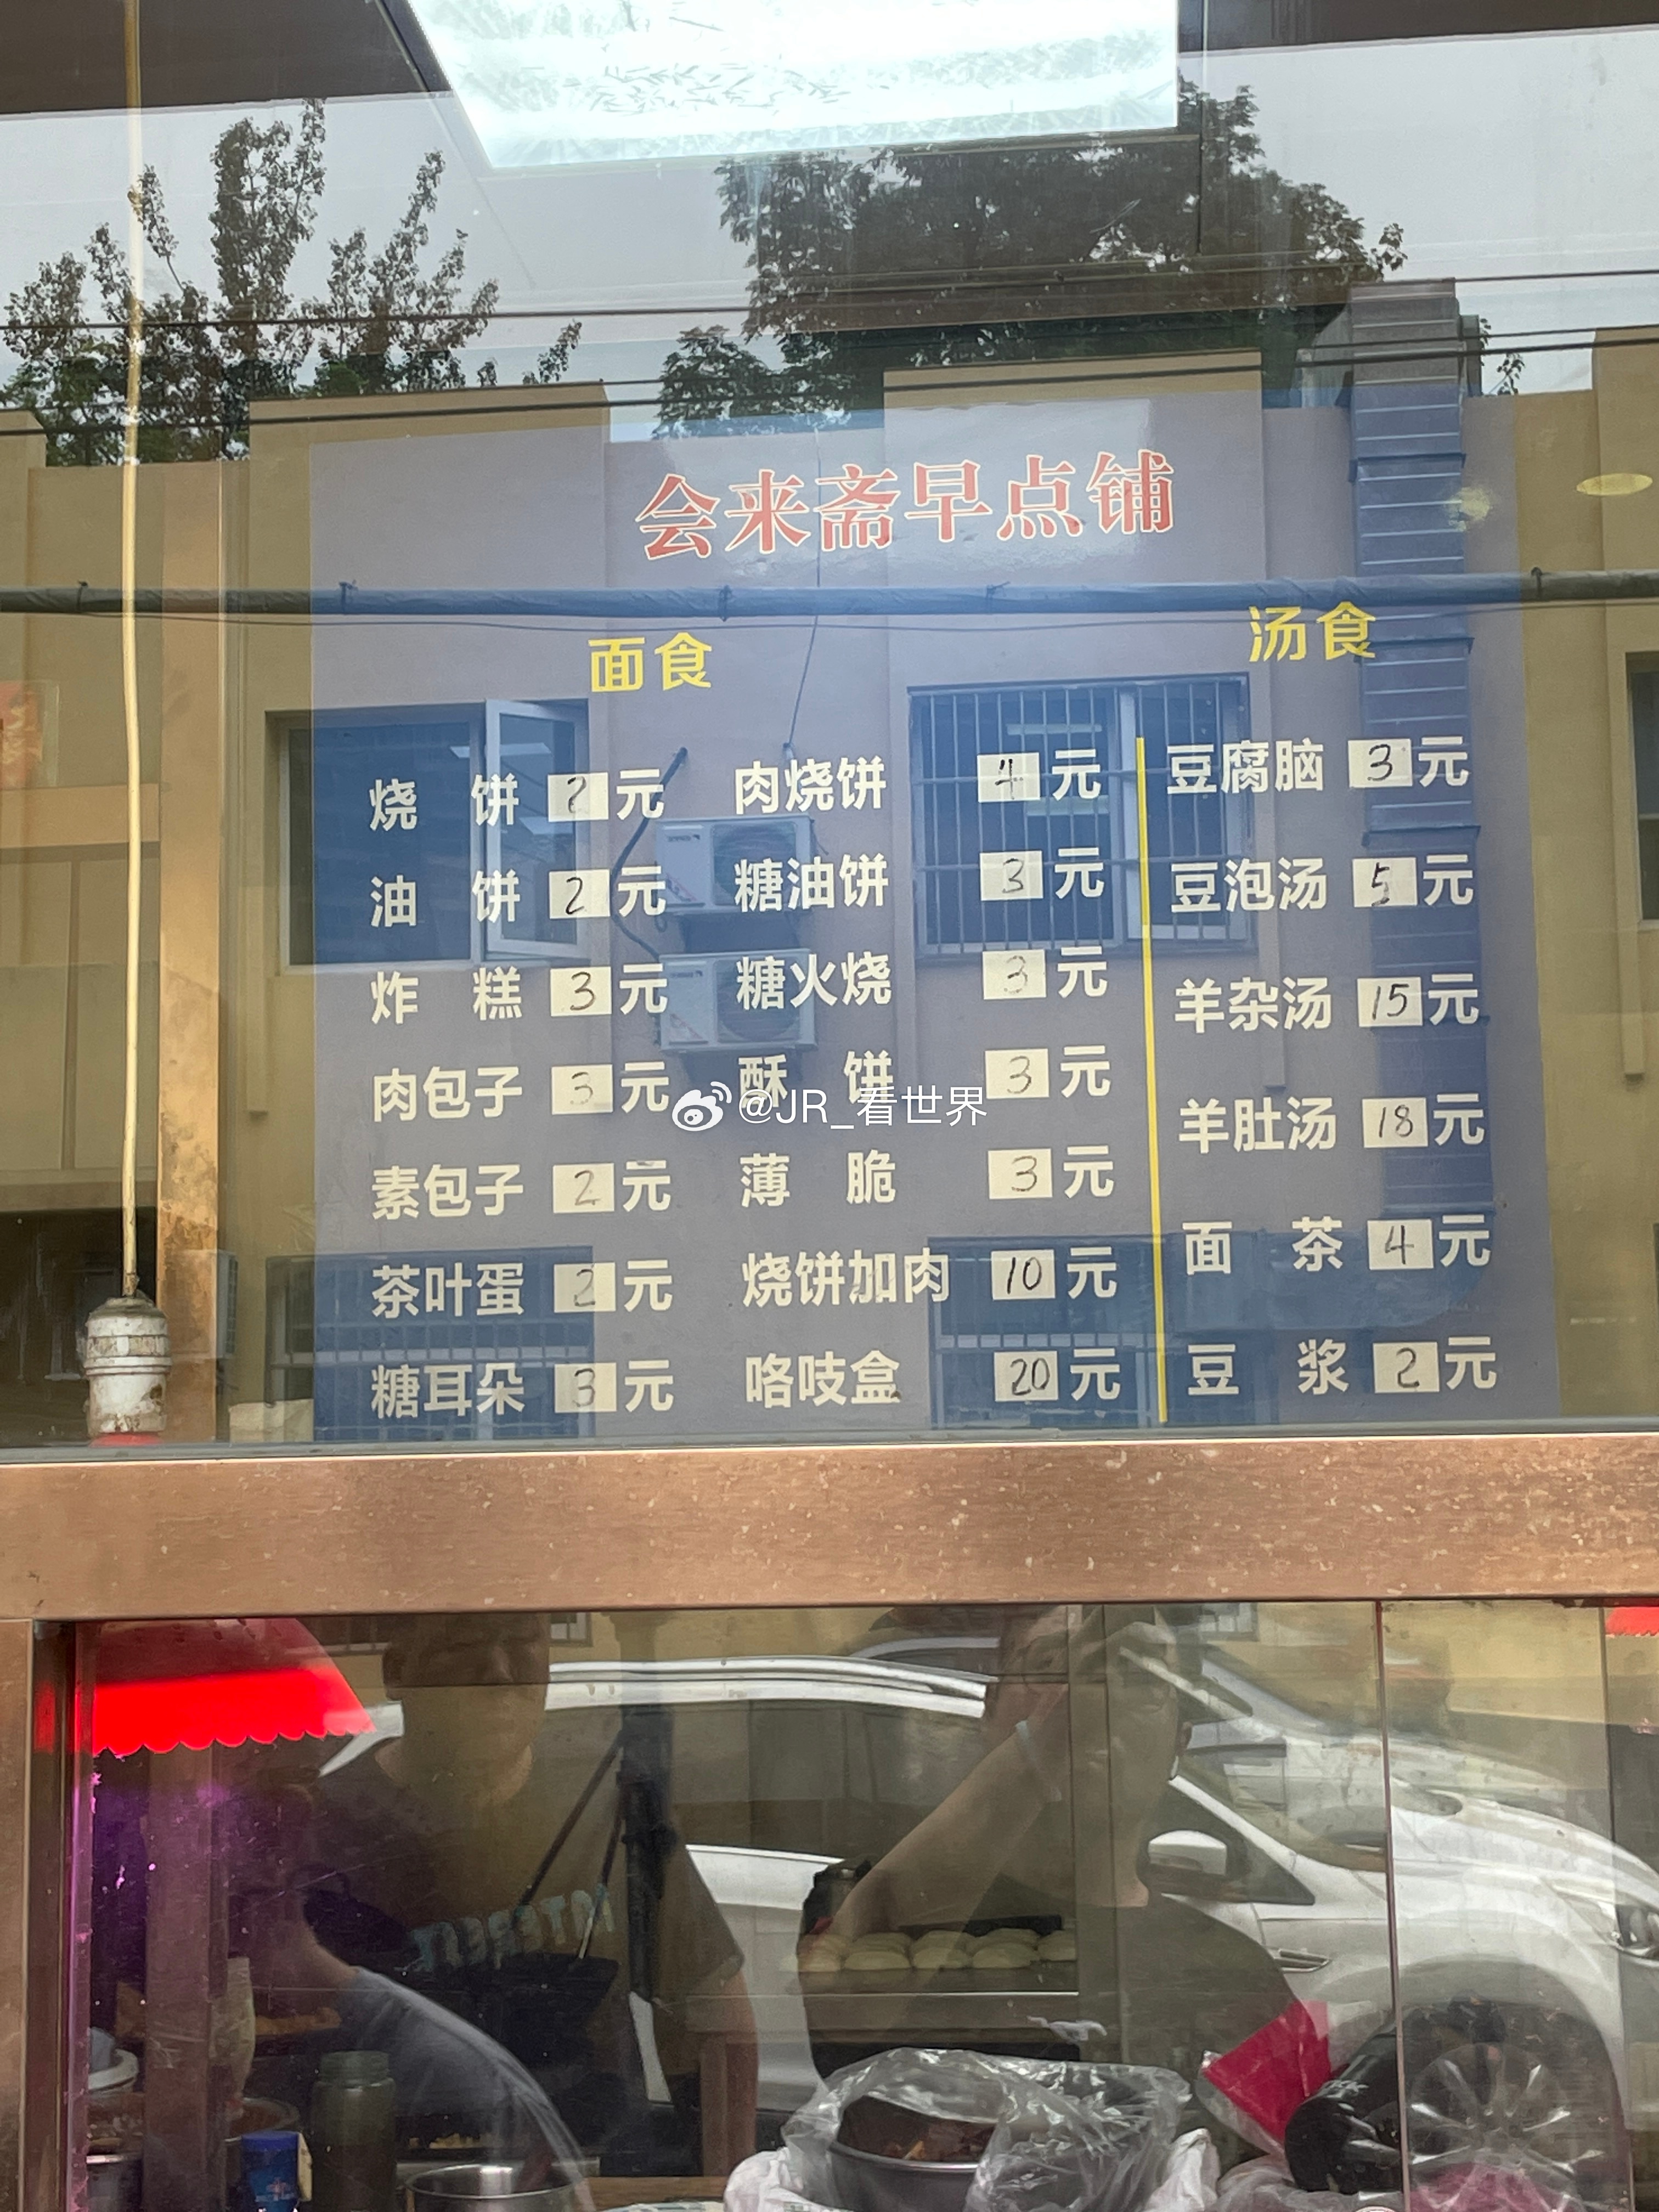 会来斋早点铺
面食
烧饼 2元
油饼 2元
炸糕 3元
肉包子 3元
素包子 2元
茶叶蛋 2元
糖耳朵 3元
肉烧饼 4元
糖油饼 3元
糖火烧 3元
酥饼 3元
薄脆 3元
烧饼加肉 10元
咯吱盒 20元
汤食
豆腐脑 3元
豆泡汤 5元
羊杂汤 15元
羊肚汤 18元
面茶 4元
豆浆 2元
@JR_看世界